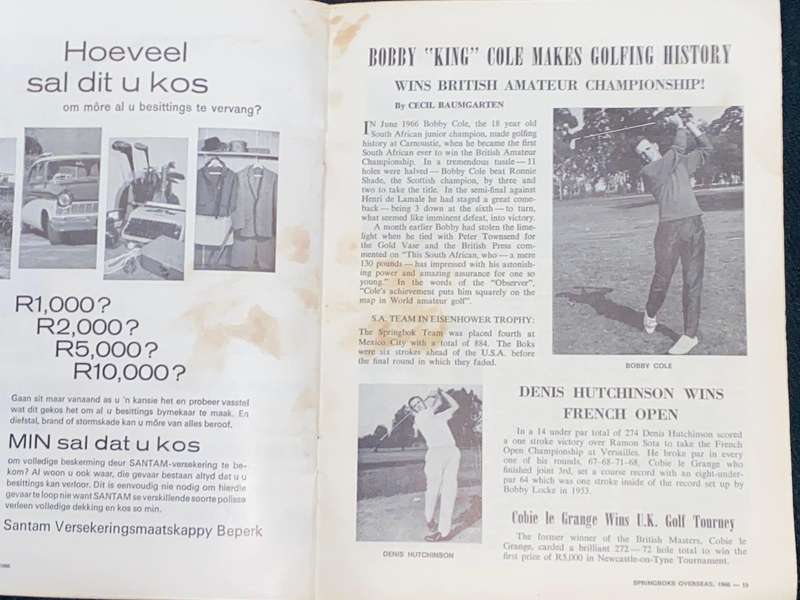 Hoeveel
sal dit u kos
om môre al u besittings te vervang?
R1,000?
R2,000?
R5,000?
R10,000?
Gaan sit maar vanaand as u 'n kansie het en probeer vasstel
wat dit gekos het om al u besittings bymekaar te maak. En
diefstal, brand of stormskade kan u môre van alles beroof.
MIN sal dat u kos
om volledige beskerming deur SANTAM-versekering te be-
kom? Al woon u ook waar, die gevaar bestaan altyd dat u u
besittings kan verloor. Dit is eenvoudig nie nodig om hierdie
gevaar te loop nie want SANTAM se verskillende soorte polisse
verleen volledige dekking en kos so min.
Santam Versekeringsmaatskappy Beperk
1966
BOBBY "KING" COLE MAKES GOLFING HISTORY
WINS BRITISH AMATEUR CHAMPIONSHIP!
By CECIL BAUMGARTEN
IN June 1966 Bobby Cole, the 18 year old
South African junior champion, made golfing
history at Carnoustie, when he became the first
South African ever to win the British Amateur
Championship. In a tremendous tussle — 11
holes were halved — Bobby Cole beat Ronnie
Shade, the Scottish champion, by three and
two to take the title. In the semi-final against
Henri de Lamale he had staged a great come-
back — being 3 down at the sixth — to turn,
what seemed like imminent defeat, into victory.
A month earlier Bobby had stolen the lime-
light when he tied with Peter Townsend for
the Gold Vase and the British Press com-
mented on "This South African, who — a mere
130 pounds — has impressed with his astonish-
ing power and amazing assurance for one so
young." In the words of the "Observer",
"Cole's achievement puts him squarely on the
map in World amateur golf".
S.A. TEAM IN EISENHOWER TROPHY:
The Springbok Team was placed fourth at
Mexico City with a total of 884. The Boks
were six strokes ahead of the U.S.A. before
the final round in which they faded.
BOBBY COLE
DENIS HUTCHINSON
DENIS HUTCHINSON WINS
FRENCH OPEN
In a 14 under par total of 274 Denis Hutchinson scored
a one stroke victory over Ramon Sota to take the French
Open Championship at Versailles. He broke par in every
one of his rounds, 67-68-71-68, Cobie le Grange who
finished joint 3rd, set a course record with an eight-under-
par 64 which was one stroke inside of the record set up by
Bobby Locke in 1953.
Cobie le Grange Wins U.K. Golf Tourney
The former winner of the British Masters, Cobie le
Grange, carded a brilliant 272 — 72 hole total to win the
first prize of R5,000 in Newcastle-on-Tyne Tournament.
SPRINGBOKS OVERSEAS, 1966 — 53